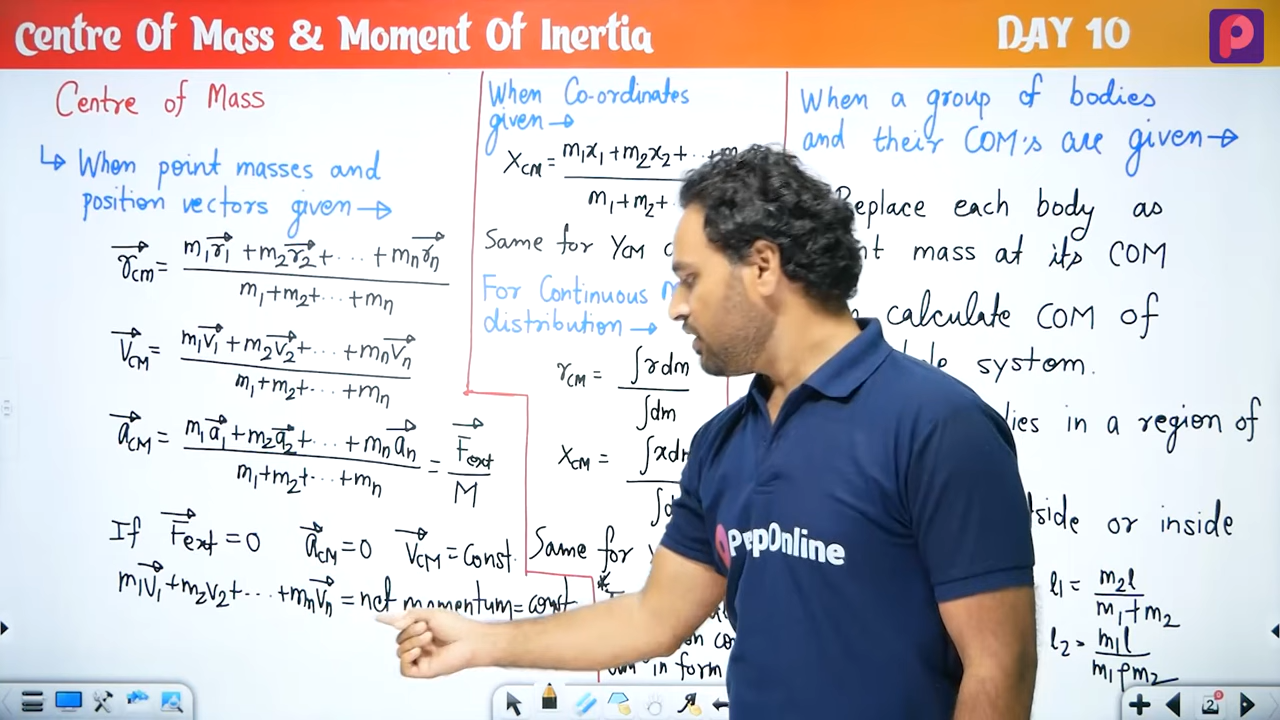 Centre Of Mass & Moment Of Inertia
DAY 10
Centre of Mass
↳ When point masses and
position vectors given →
r⃗cm = (m₁r⃗₁ + m₂r⃗₂ + ... + mₙr⃗ₙ) / (m₁ + m₂ + ... + mₙ)
V⃗CM = (m₁v⃗₁ + m₂v⃗₂ + ... + mₙv⃗ₙ) / (m₁ + m₂ + ... + mₙ)
a⃗CM = (m₁a⃗₁ + m₂a⃗₂ + ... + mₙa⃗ₙ) / (m₁ + m₂ + ... + mₙ) = F⃗ext / M
If F⃗ext = 0 a⃗CM = 0 V⃗CM = Const.
m₁v⃗₁ + m₂v₂ + ... + mₙv⃗ₙ = net momentum = const
When Co-ordinates
given →
XCM = m₁x₁ + m₂x₂ + ... / m₁ + m₂ +
Same for YCM
For Continuous
distribution →
rCM = ∫r dm / ∫dm
XCM = ∫x
Same for
*
in form
When a group of bodies
and their COM's are given →
Replace each body as
mass at its COM
calculate COM of
system.
in a region of
or inside
l₁ = m₂l / (m₁ + m₂)
l₂ = m₁l / m₁ m₂
PrepOnline
2